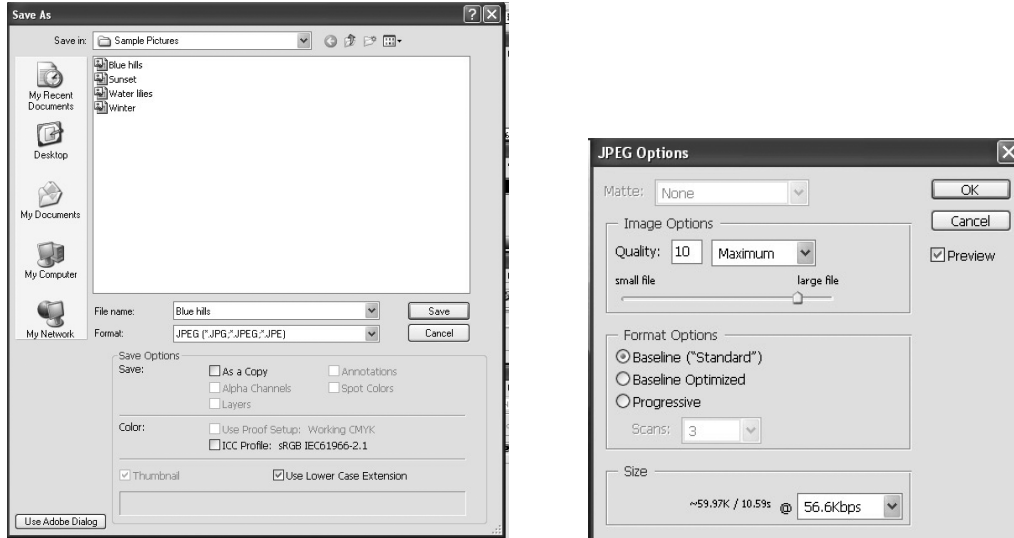 Save As
Save in: Sample Pictures
My Recent Documents
Desktop
My Documents
My Computer
My Network
Blue hills
Sunset
Water lilies
Winter
File name: Blue hills Save
Format: JPEG (*.JPG;*.JPEG;*.JPE) Cancel
Save Options
Save: As a Copy Annotations
Alpha Channels Spot Colors
Layers
Color: Use Proof Setup: Working CMYK
ICC Profile: sRGB IEC61966-2.1
Thumbnail Use Lower Case Extension
Use Adobe Dialog
JPEG Options
Matte: None OK
Cancel
Preview
Image Options
Quality: 10 Maximum
small file large file
Format Options
Baseline ("Standard")
Baseline Optimized
Progressive
Scans: 3
Size
~59.97K / 10.59s @ 56.6Kbps